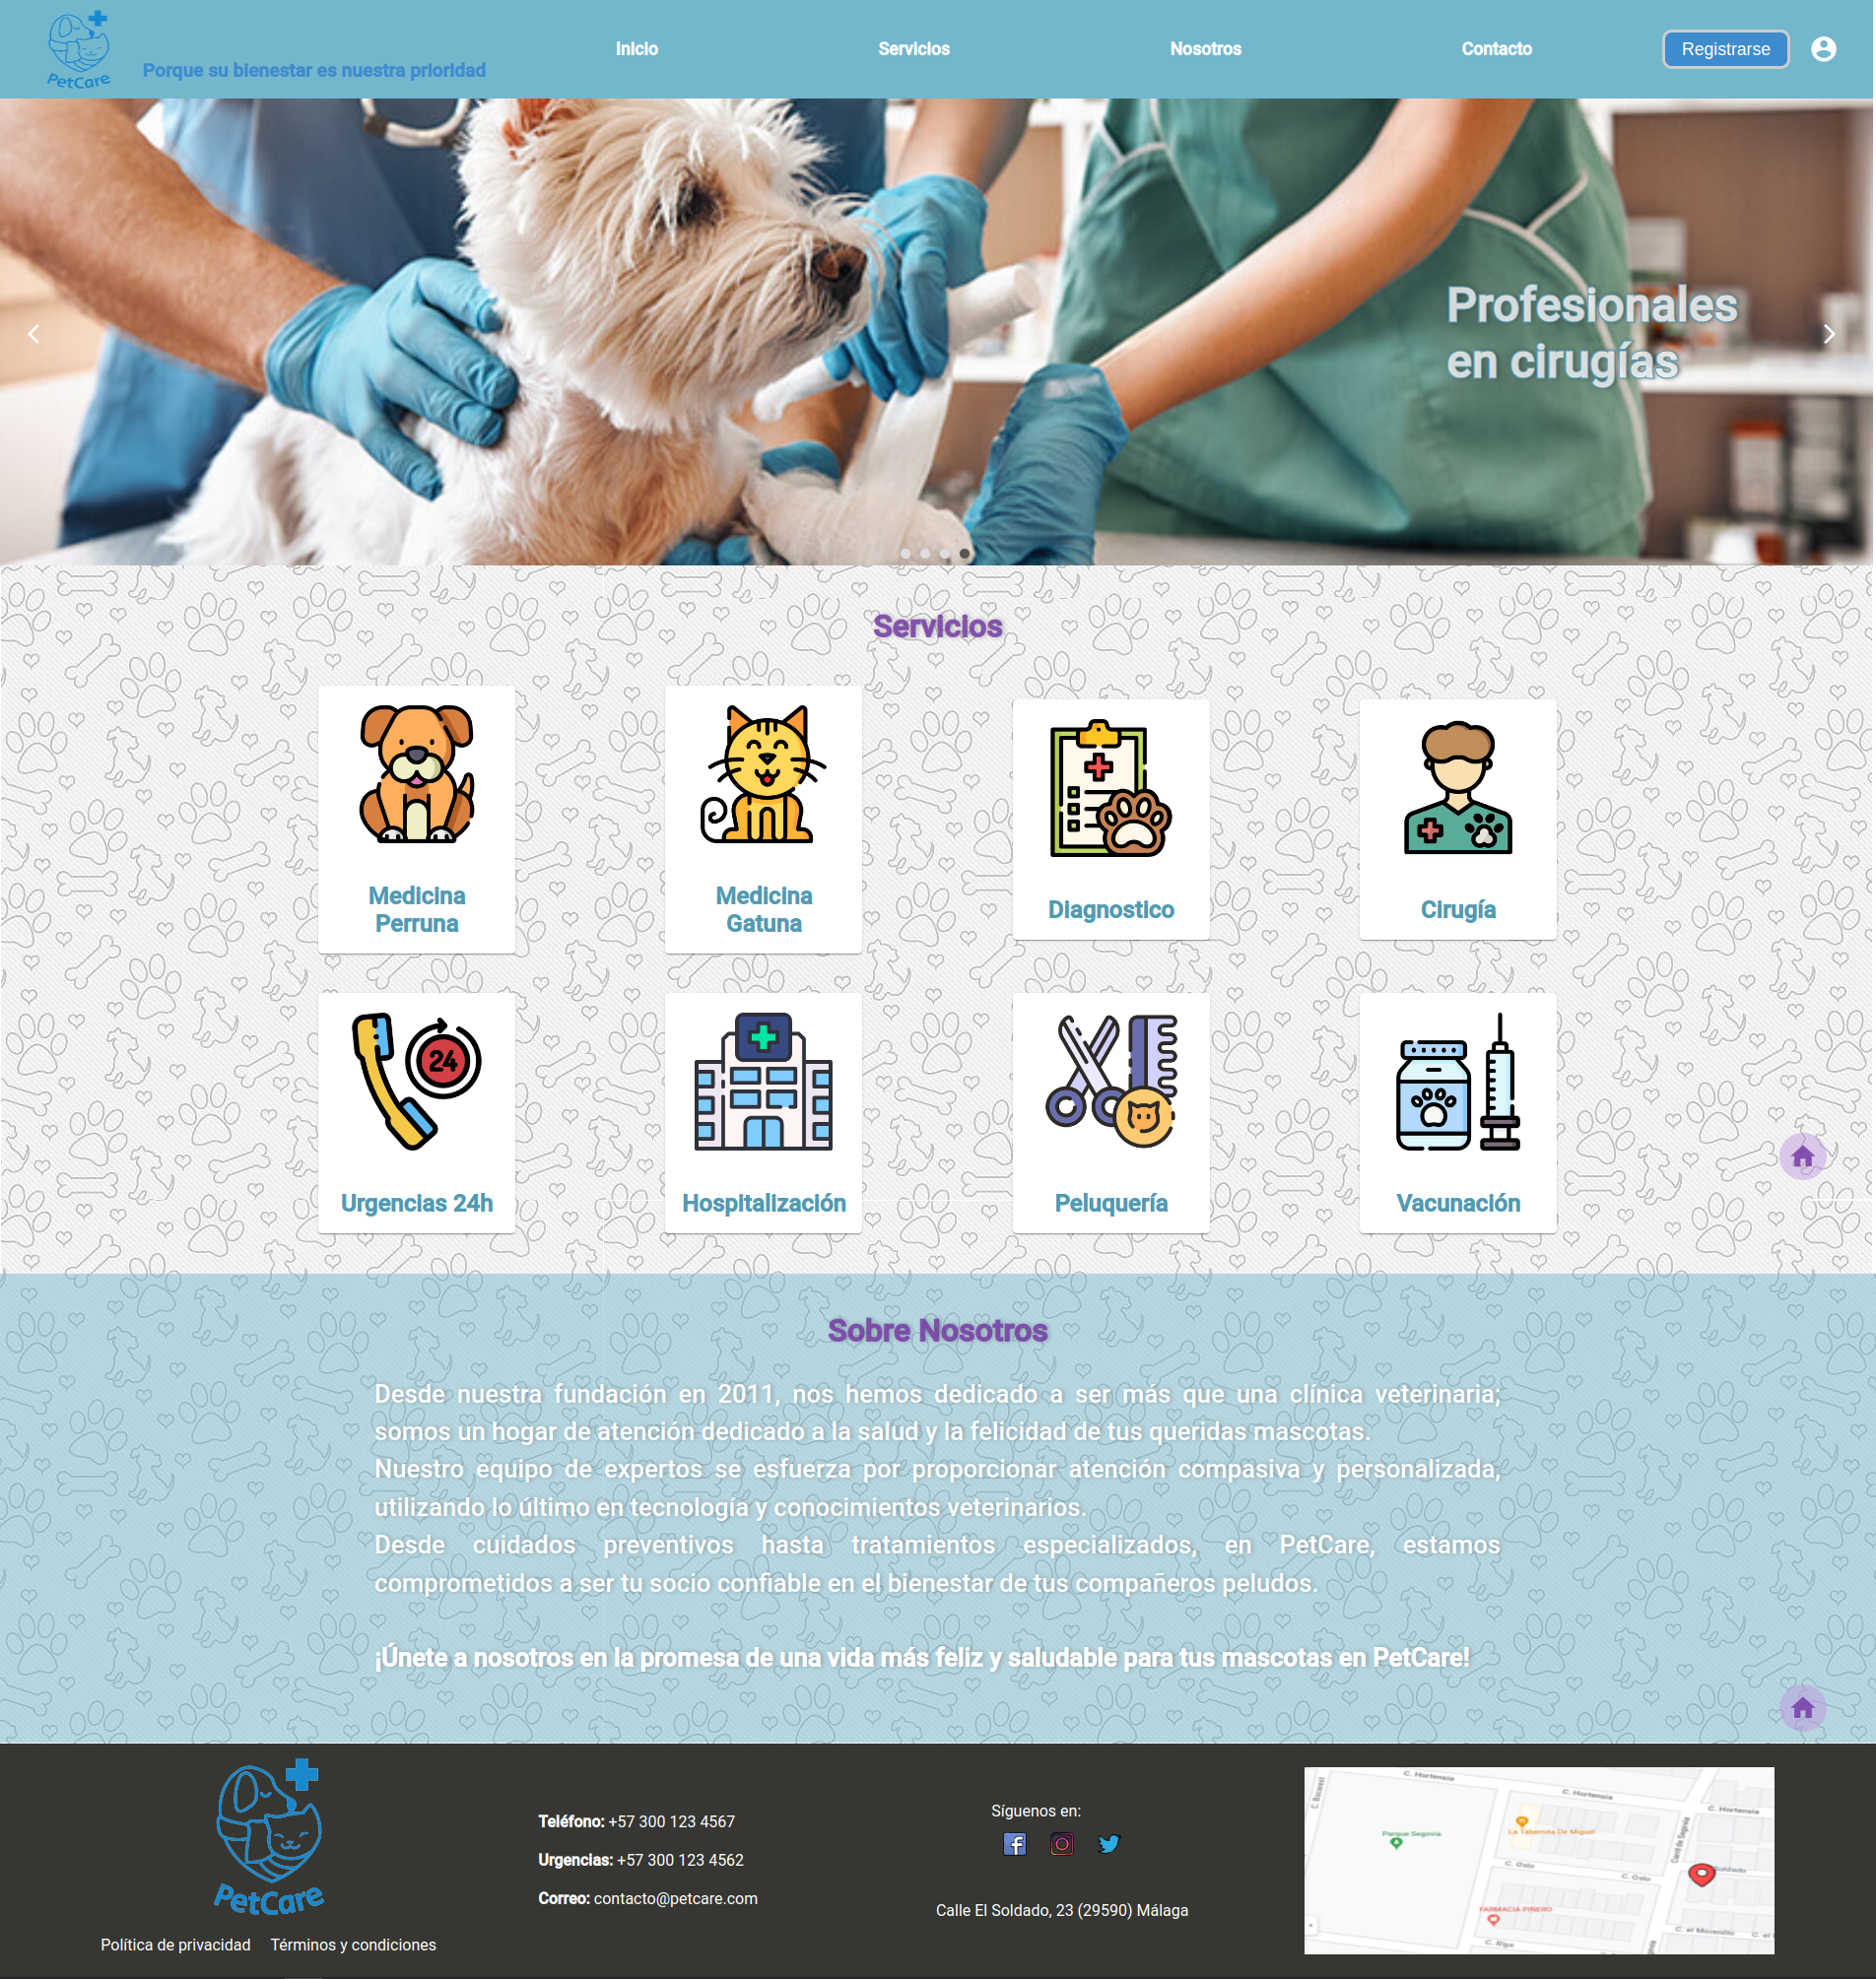 PetCare
Porque su bienestar es nuestra prioridad
Inicio
Servicios
Nosotros
Contacto
Registrarse
Profesionales
en cirugías
Servicios
Medicina
Perruna
Medicina
Gatuna
Diagnostico
Cirugía
24
Urgencias 24h
Hospitalización
Peluquería
Vacunación
Sobre Nosotros
Desde nuestra fundación en 2011, nos hemos dedicado a ser más que una clínica veterinaria;
somos un hogar de atención dedicado a la salud y la felicidad de tus queridas mascotas.
Nuestro equipo de expertos se esfuerza por proporcionar atención compasiva y personalizada,
utilizando lo último en tecnología y conocimientos veterinarios.
Desde cuidados preventivos hasta tratamientos especializados, en PetCare, estamos
comprometidos a ser tu socio confiable en el bienestar de tus compañeros peludos.
¡Únete a nosotros en la promesa de una vida más feliz y saludable para tus mascotas en PetCare!
PetCare
Política de privacidad
Términos y condiciones
Teléfono: +57 300 123 4567
Urgencias: +57 300 123 4562
Correo: contacto@petcare.com
Síguenos en:
Calle El Soldado, 23 (29590) Málaga
C. Hortensia
C. Hortensia
C. Hortensia
La Tabernita De Miguel
Parque Segovia
C. Oslo
C. Oslo
Soldado
FARMACIA PIÑERO
C. el Morenillo
C. Riga